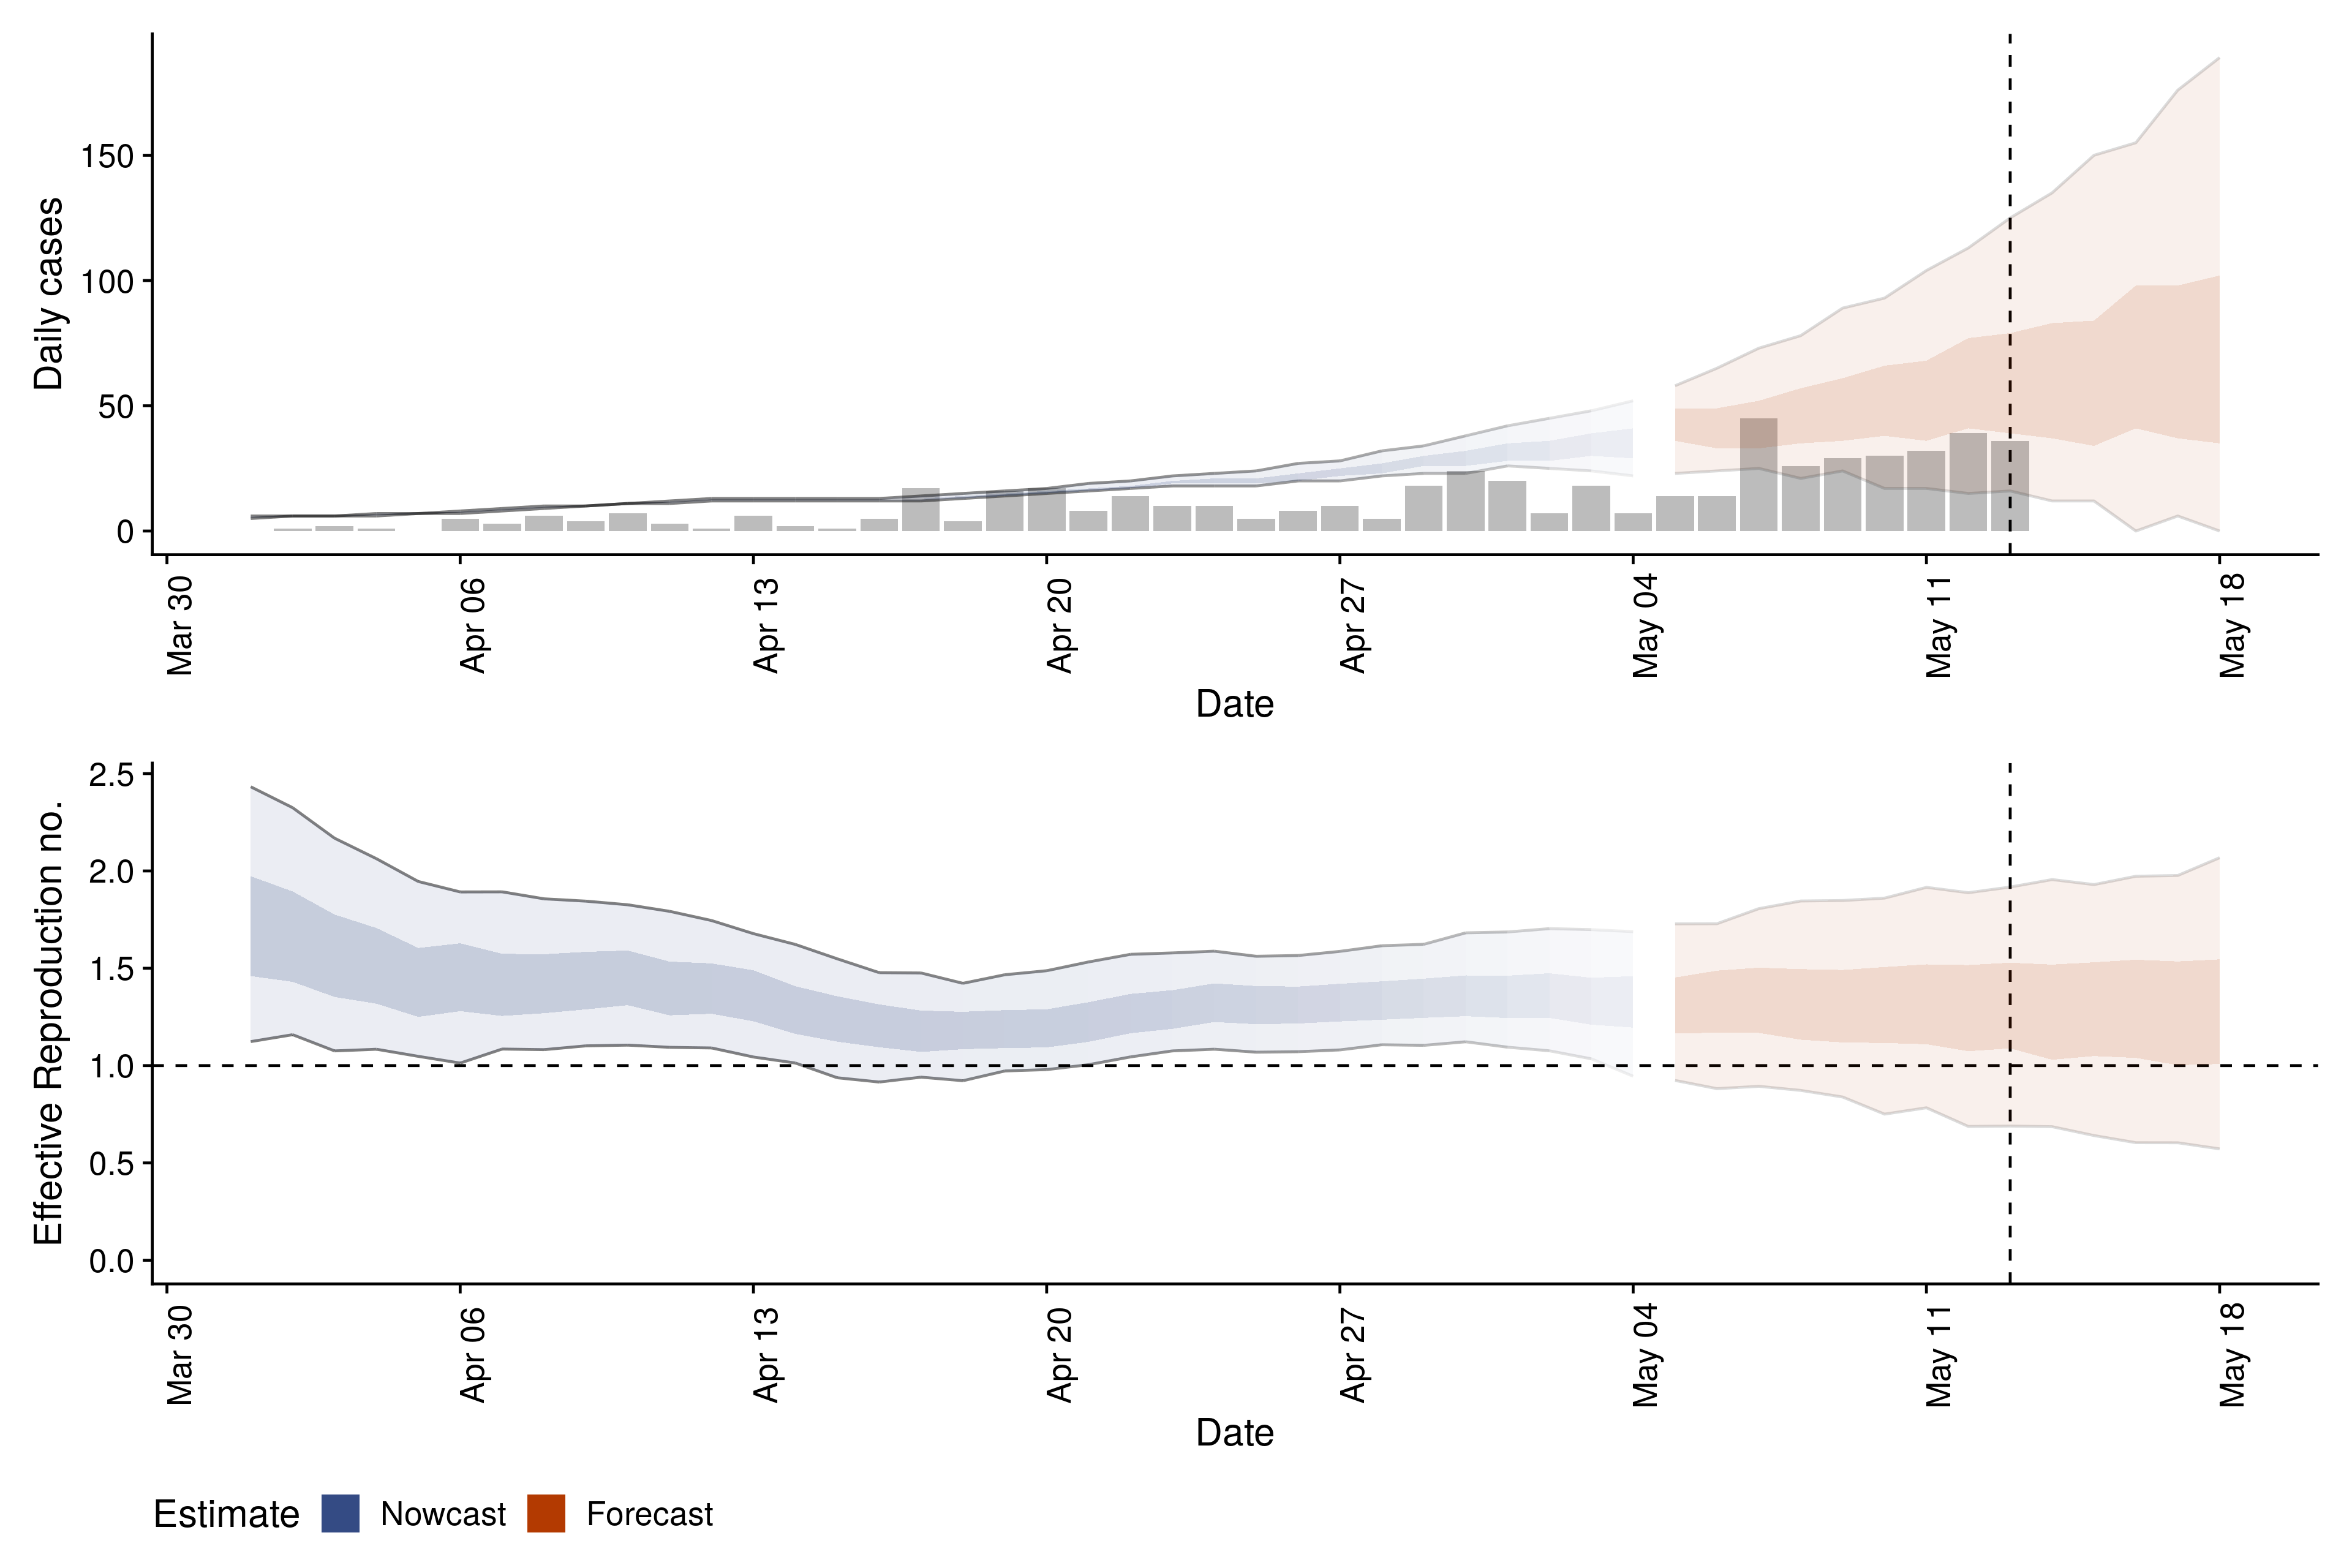 Daily cases
150
100
50
0
Mar 30
Apr 06
Apr 13
Apr 20
Apr 27
May 04
May 11
May 18
Date
Effective Reproduction no.
2.5
2.0
1.5
1.0
0.5
0.0
Mar 30
Apr 06
Apr 13
Apr 20
Apr 27
May 04
May 11
May 18
Date
Estimate Nowcast Forecast